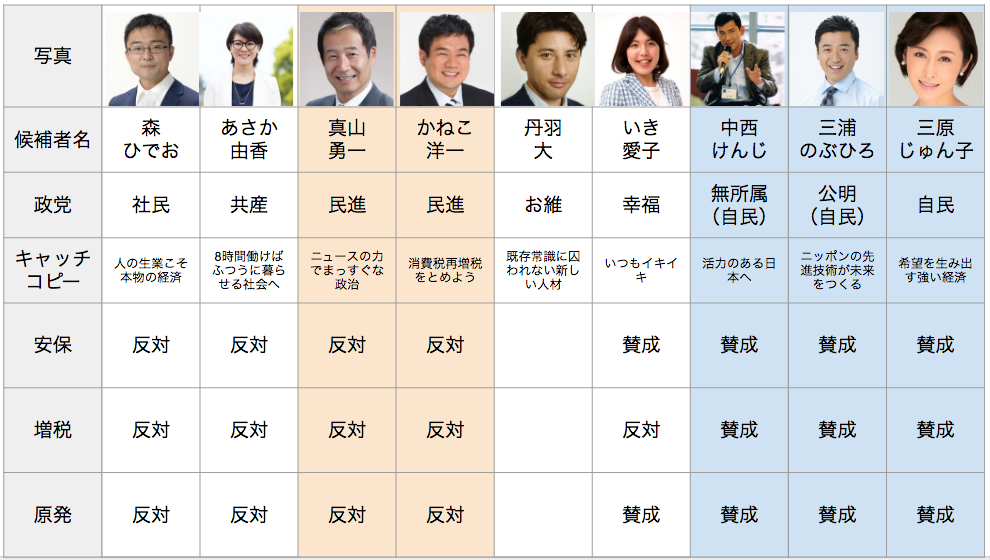 写真
候補者名
森
ひでお
あさか
由香
真山
勇一
かねこ
洋一
丹羽
大
いき
愛子
中西
けんじ
三浦
のぶひろ
三原
じゅん子
政党
社民
共産
民進
民進
お維
幸福
無所属
(自民)
公明
(自民)
自民
キャッチ
コピー
人の生業こそ
本物の経済
8時間働けば
ふつうに暮ら
せる社会へ
ニュースの力
でまっすぐな
政治
消費税再増税
をとめよう
既存常識に囚
われない新し
い人材
いつもイキイ
キ
活力のある日
本へ
ニッポンの先
進技術が未来
をつくる
希望を生み出
す強い経済
安保
反対
反対
反対
反対
賛成
賛成
賛成
賛成
増税
反対
反対
反対
反対
反対
賛成
賛成
賛成
原発
反対
反対
反対
反対
賛成
賛成
賛成
賛成